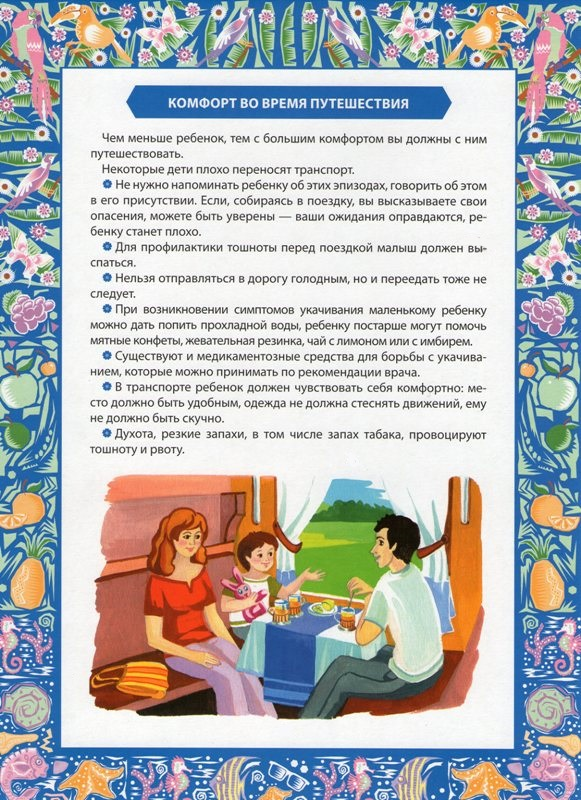 КОМФОРТ ВО ВРЕМЯ ПУТЕШЕСТВИЯ
Чем меньше ребенок, тем с большим комфортом вы должны с ним
путешествовать.
Некоторые дети плохо переносят транспорт.
Не нужно напоминать ребенку об этих эпизодах, говорить об этом
в его присутствии. Если, собираясь в поездку, вы высказываете свои
опасения, можете быть уверены — ваши ожидания оправдаются, ре-
бенку станет плохо.
Для профилактики тошноты перед поездкой малыш должен вы-
спаться.
Нельзя отправляться в дорогу голодным, но и переедать тоже не
следует.
При возникновении симптомов укачивания маленькому ребенку
можно дать попить прохладной воды, ребенку постарше могут помочь
мятные конфеты, жевательная резинка, чай с лимоном или с имбирем.
Существуют и медикаментозные средства для борьбы с укачива-
нием, которые можно принимать по рекомендации врача.
В транспорте ребенок должен чувствовать себя комфортно: ме-
сто должно быть удобным, одежда не должна стеснять движений, ему
не должно быть скучно.
Духота, резкие запахи, в том числе запах табака, провоцируют
тошноту и рвоту.